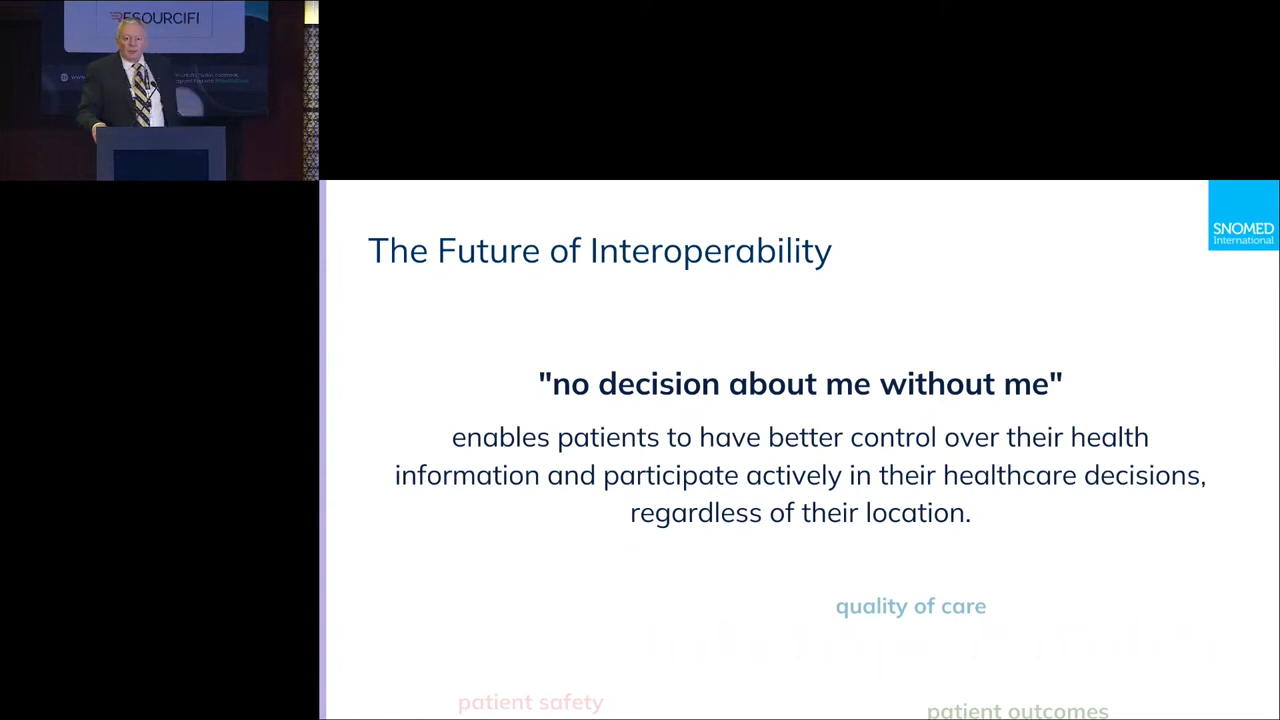 RESOURCIFI
SNOMED
International
The Future of Interoperability
"no decision about me without me"
enables patients to have better control over their health
information and participate actively in their healthcare decisions,
regardless of their location.
quality of care
patient safety
patient outcomes